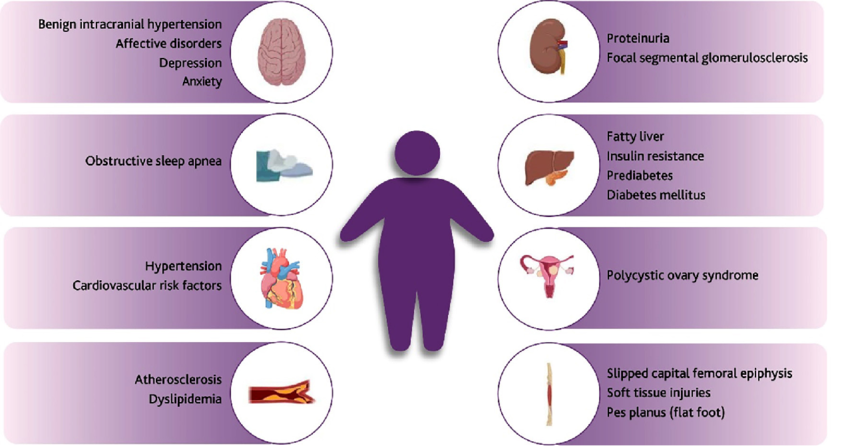 Benign intracranial hypertension
Affective disorders
Depression
Anxiety
Obstructive sleep apnea
Hypertension
Cardiovascular risk factors
Atherosclerosis
Dyslipidemia
Proteinuria
Focal segmental glomerulosclerosis
Fatty liver
Insulin resistance
Prediabetes
Diabetes mellitus
Polycystic ovary syndrome
Slipped capital femoral epiphysis
Soft tissue injuries
Pes planus (flat foot)